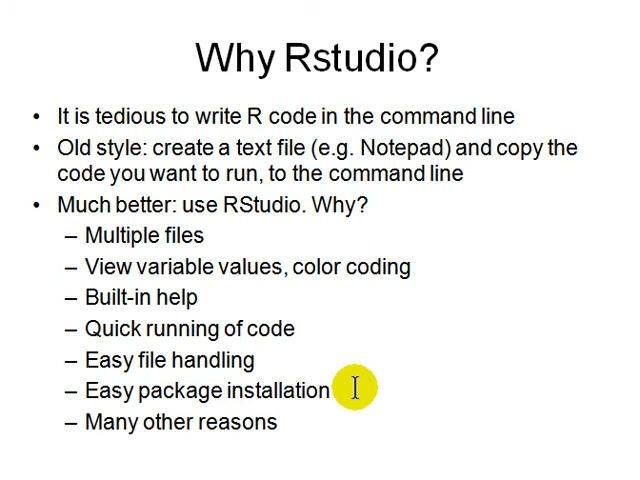 Why Rstudio?
• It is tedious to write R code in the command line
• Old style: create a text file (e.g. Notepad) and copy the
code you want to run, to the command line
• Much better: use RStudio. Why?
– Multiple files
– View variable values, color coding
– Built-in help
– Quick running of code
– Easy file handling
– Easy package installation
– Many other reasons